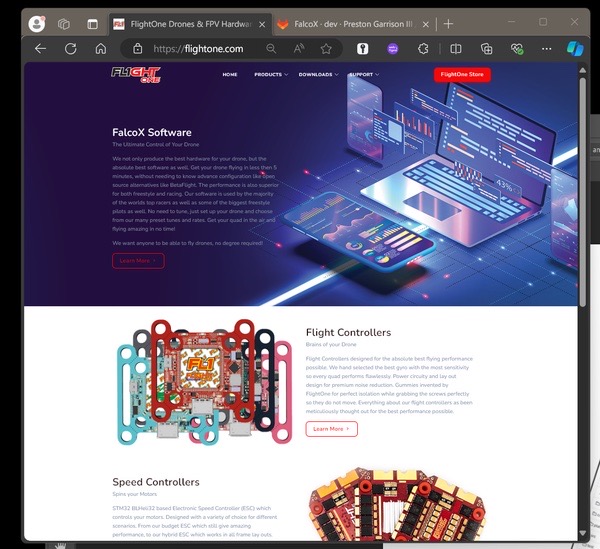 FlightOne Drones & FPV Hardwar
FalcoX · dev · Preston Garrison III
https://flightone.com
FLIGHT
ONE
HOME
PRODUCTS
DOWNLOADS
SUPPORT
FlightOne Store
FalcoX Software
The Ultimate Control of Your Drone
We not only produce the best hardware for your drone, but the
absolute best software as well. Get your drone flying in less then 5
minutes, without needing to know advance configuration like open
source alternatives like BetaFlight. The performance is also superior
for both freestyle and racing. Our software is used by the majority
of the worlds top racers as well as some of the biggest freestyle
pilots as well. No need to tune, just set up your drone and choose
from our many preset tunes and rates. Get your quad in the air and
flying amazing in no time!
We want anyone to be able to fly drones, no degree required!
Learn More
43%
Flight Controllers
Brains of your Drone
Flight Controllers designed for the absolute best flying performance
possible. We hand selected the best gyro with the most sensitivity
so every quad performs flawlessly. Power circuity and lay out
design for premium noise reduction. Gummies invented by
FlightOne for perfect isolation while grabbing the screws perfectly
so they do not move. Everything about our flight controllers as been
meticulously thought out for the best performance possible.
Learn More
FL1
Speed Controllers
Spins your Motors
STM32 BLHeli32 based Electronic Speed Controller (ESC) which
controls your motors. Designed with a variety of choice for different
scenarios. From our budget ESC which still give amazing
performance, to our hybrid ESC which works in all frame lay outs.